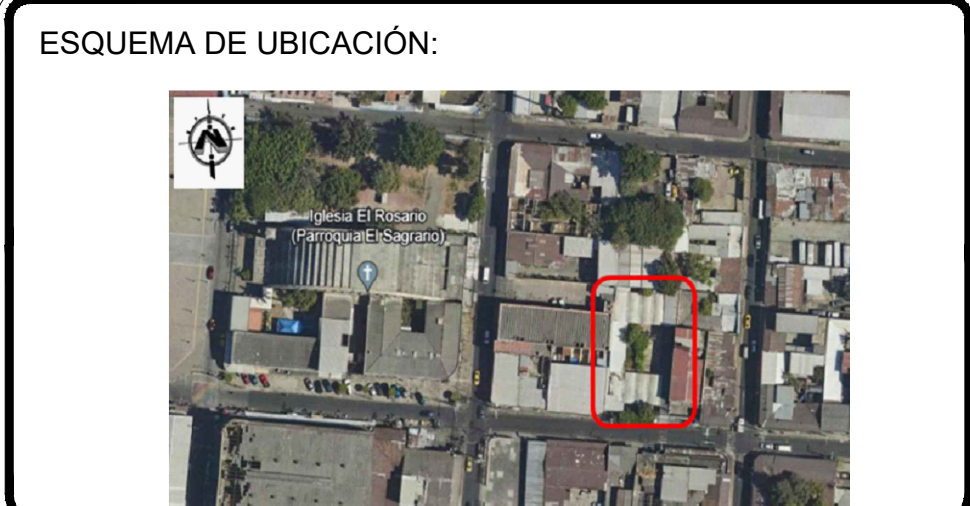 ESQUEMA DE UBICACIÓN:
N
Iglesia El Rosario
(Parroquia El Sagrario)